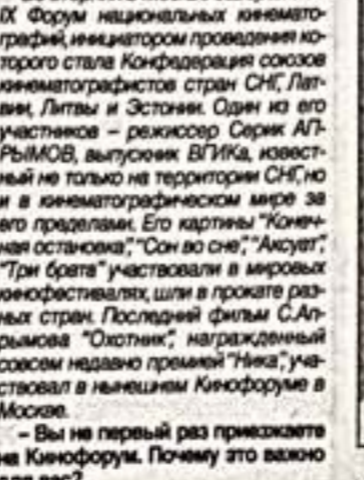 IX Форум национальных кинемато-
графий, инициатором проведения ко-
торого стала Конфедерация союзов
кинематографистов стран СНГ, Лат-
вии, Литвы и Эстонии. Один из его
участников – режиссер Серик АП-
РЫМОВ, выпускник ВГИКа, извест-
ный не только на территории СНГ, но
и в кинематографическом мире за
его пределами. Его картины "Конеч-
ная остановка", "Сон во сне", "Аксуат",
"Три брата" участвовали в мировых
кинофестивалях, шли в прокате раз-
ных стран. Последний фильм С.Ап-
рымова "Охотник", награжденный
совсем недавно премией "Ника", уча-
ствовал в нынешнем Кинофоруме в
Москве.
– Вы не первый раз приезжаете
на Кинофорум. Почему это важно
для вас?